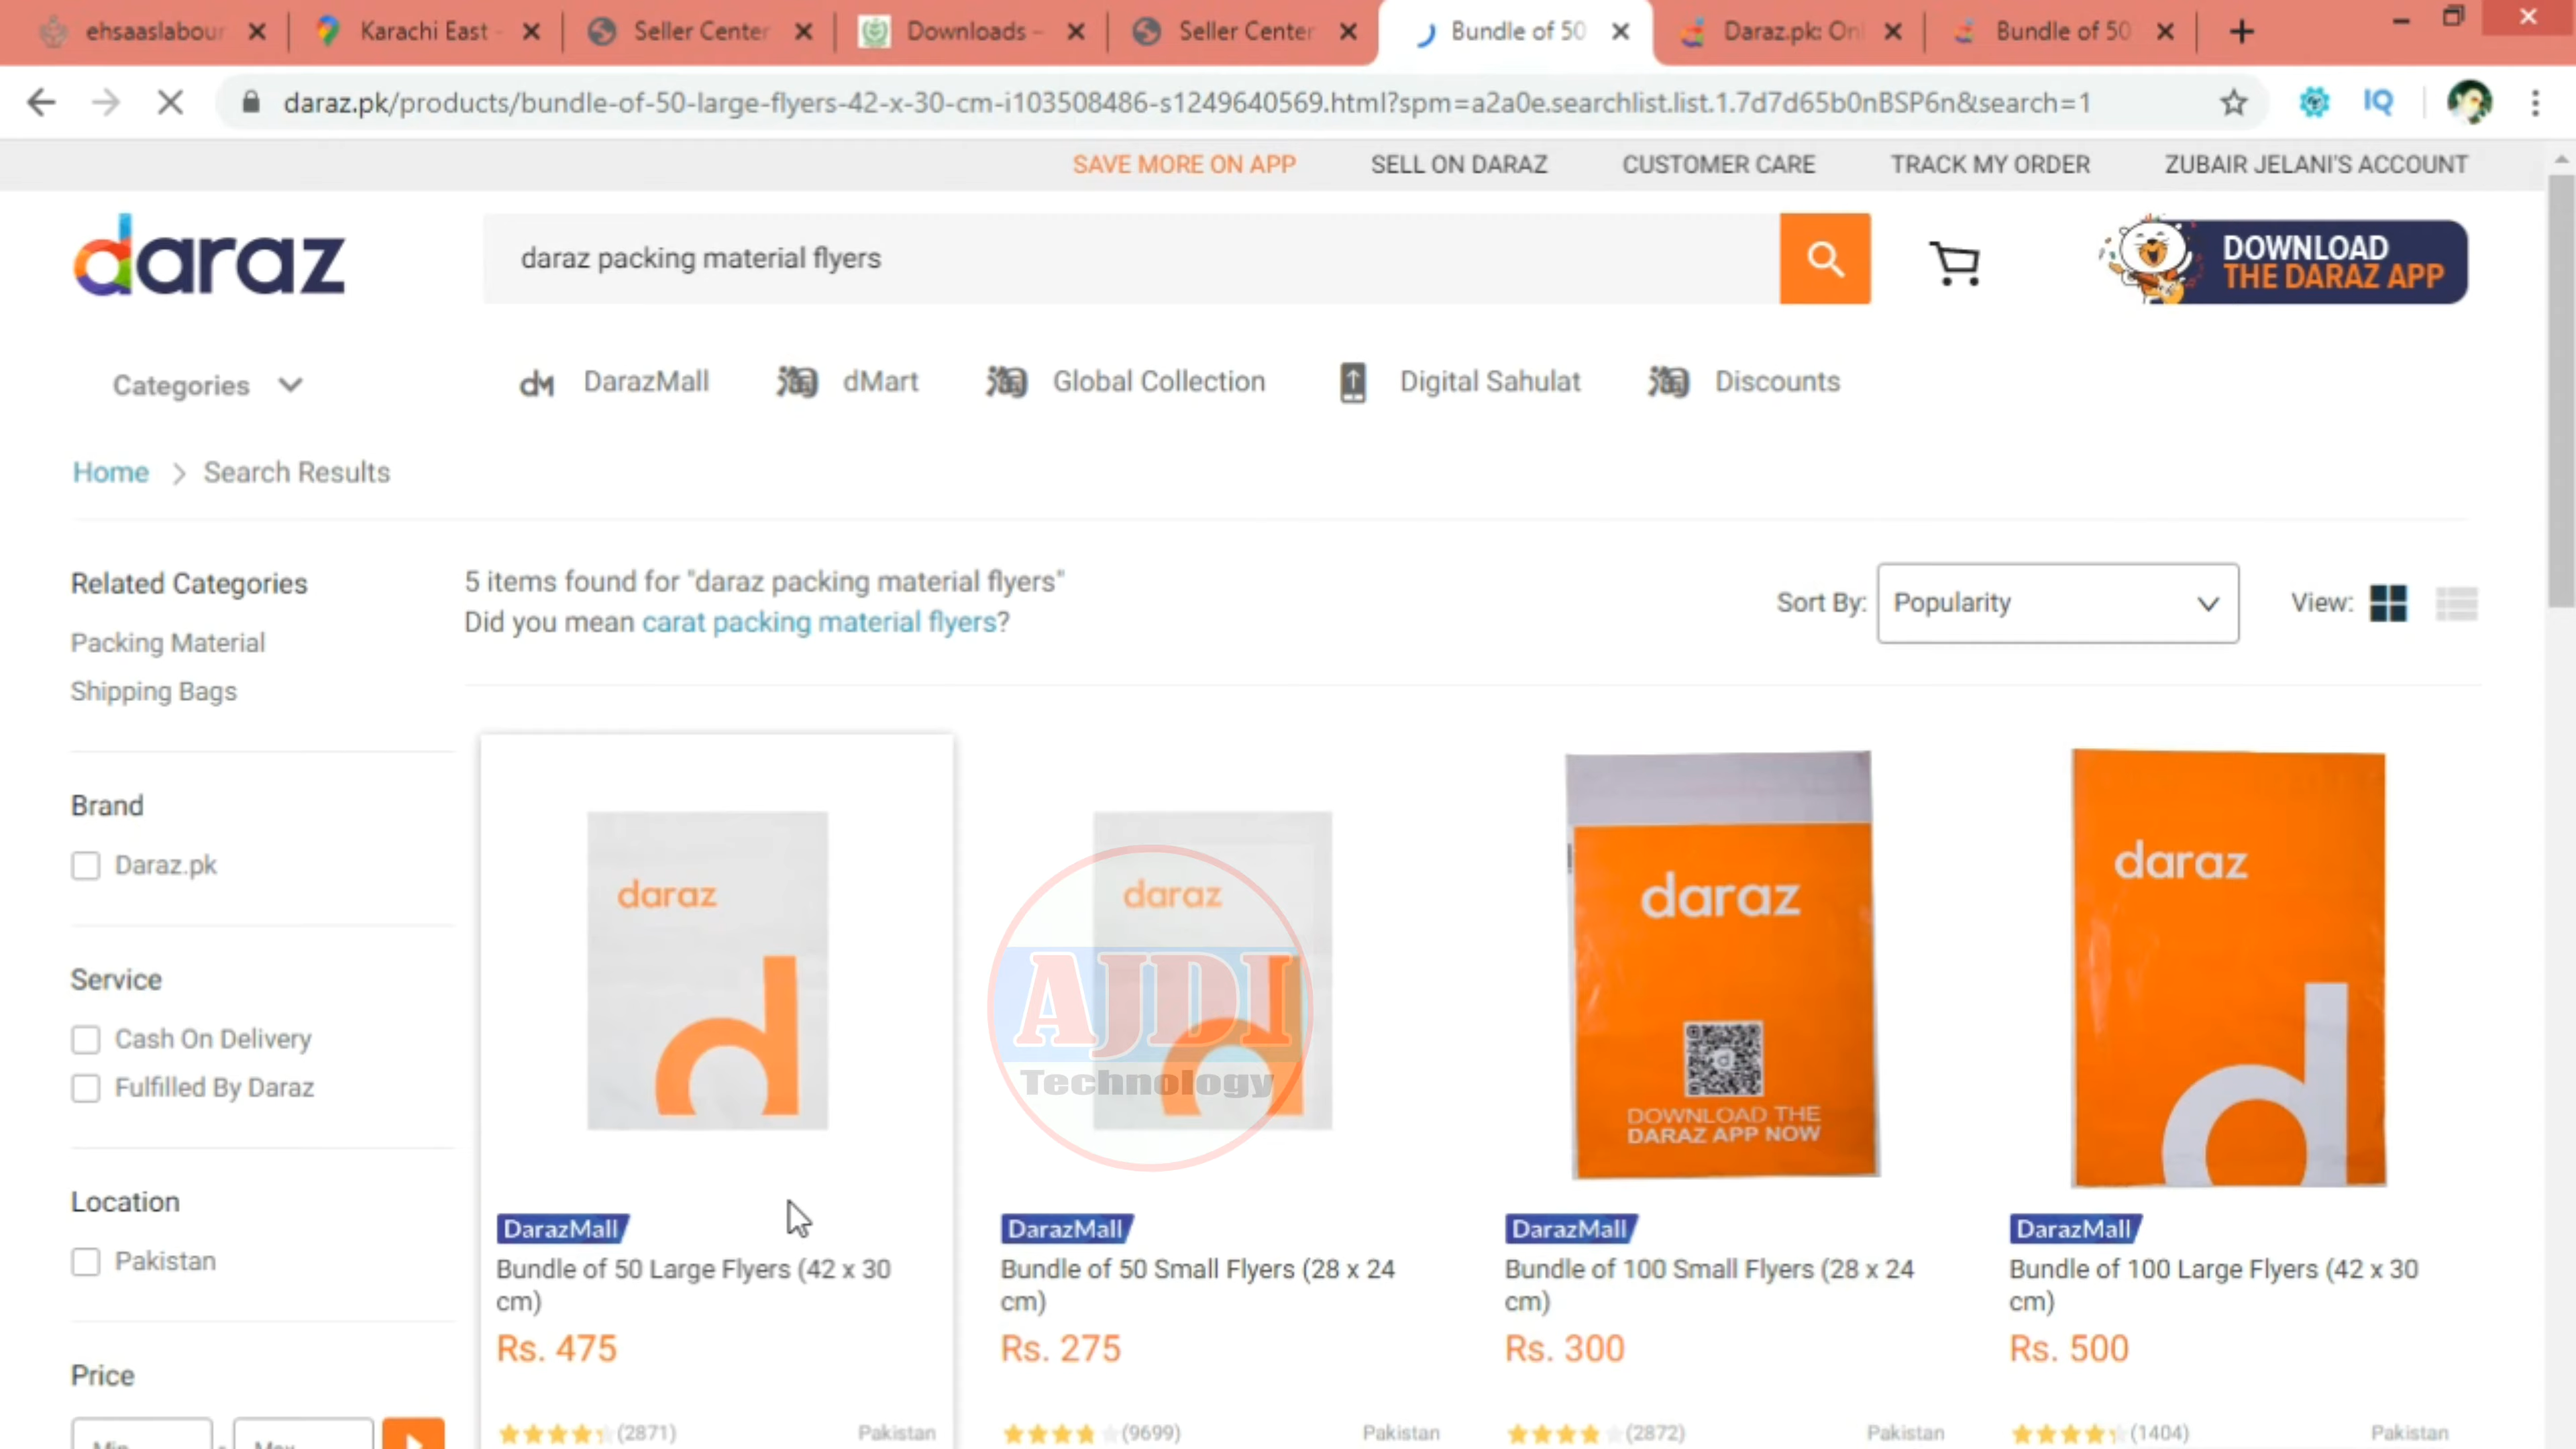 ehsaaslabour
Karachi East -
Seller Center
Downloads –
Seller Center
Bundle of 50
Daraz.pk: Onl
Bundle of 50
daraz.pk/products/bundle-of-50-large-flyers-42-x-30-cm-i103508486-s1249640569.html?spm=a2a0e.searchlist.list.1.7d7d65b0nBSP6n&search=1
IQ
SAVE MORE ON APP
SELL ON DARAZ
CUSTOMER CARE
TRACK MY ORDER
ZUBAIR JELANI'S ACCOUNT
daraz
daraz packing material flyers
DOWNLOAD
THE DARAZ APP
Categories
dM
DarazMall
淘
dMart
淘
Global Collection
Digital Sahulat
淘
Discounts
Home > Search Results
Related Categories
Packing Material
Shipping Bags
5 items found for "daraz packing material flyers"
Did you mean carat packing material flyers?
Sort By:
Popularity
View:
Brand
Daraz.pk
Service
Cash On Delivery
Fulfilled By Daraz
Location
Pakistan
Price
Min
-
Max
daraz
d
DarazMall
Bundle of 50 Large Flyers (42 x 30
cm)
Rs. 475
(2871)
Pakistan
daraz
d
AJDI
Technology
DarazMall
Bundle of 50 Small Flyers (28 x 24
cm)
Rs. 275
(9699)
Pakistan
daraz
DOWNLOAD THE
DARAZ APP NOW
DarazMall
Bundle of 100 Small Flyers (28 x 24
cm)
Rs. 300
(2872)
Pakistan
daraz
d
DarazMall
Bundle of 100 Large Flyers (42 x 30
cm)
Rs. 500
(1404)
Pakistan